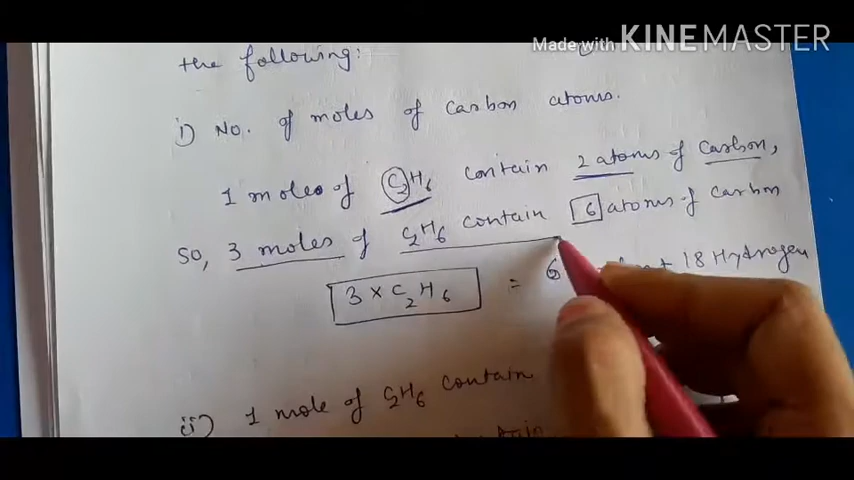 Made with KINEMASTER
the following:
i) No. of moles of carbon atoms.
1 moles of C2H6 contain 2 atoms of carbon,
So, 3 moles of C2H6 contain 6 atoms of carbon
3 × C2H6 = 6 18 Hydrogen
ii) 1 mole of C2H6 contain